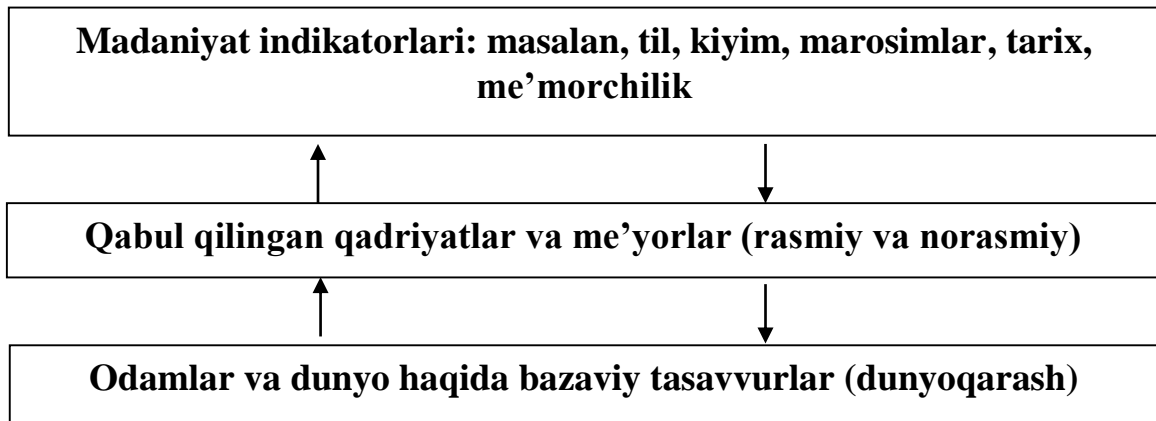 Madaniyat indikatorlari: masalan, til, kiyim, marosimlar, tarix,
me’morchilik
Qabul qilingan qadriyatlar va me’yorlar (rasmiy va norasmiy)
Odamlar va dunyo haqida bazaviy tasavvurlar (dunyoqarash)